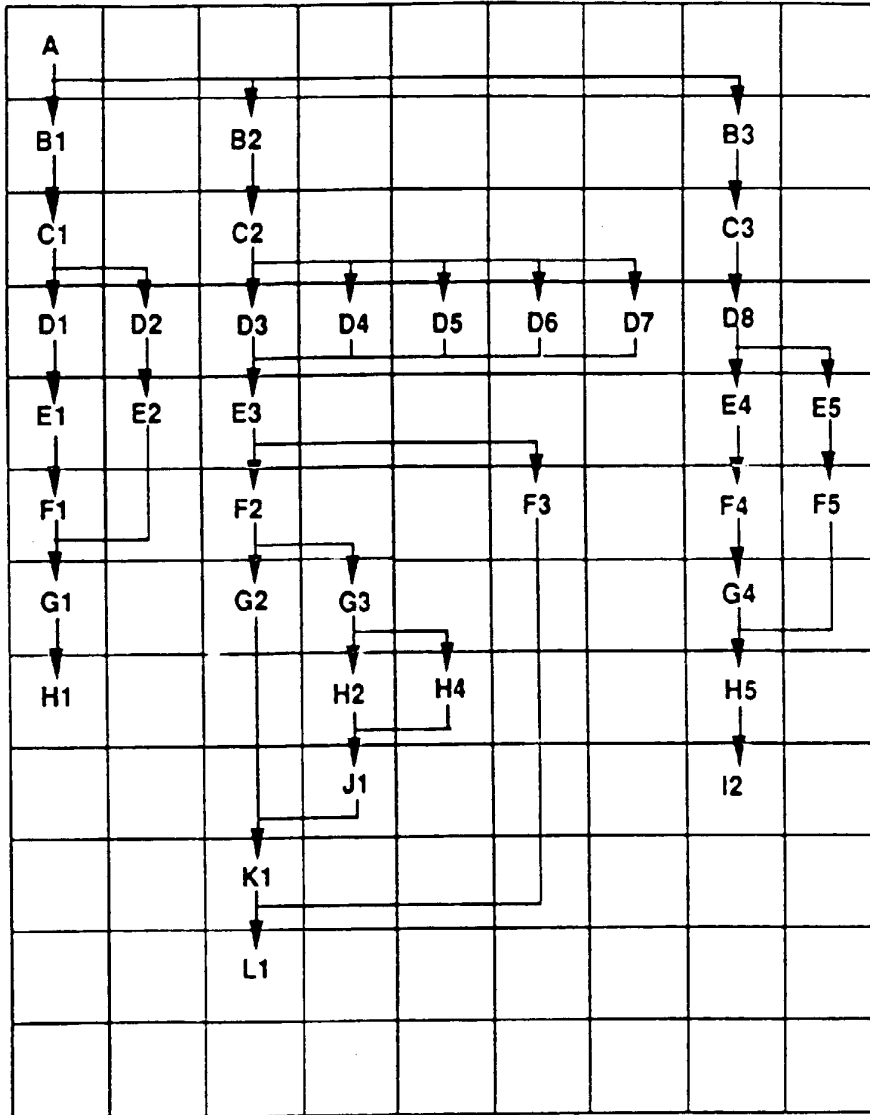 A
B1 B2 B3
C1 C2 C3
D1 D2 D3 D4 D5 D6 D7 D8
E1 E2 E3 E4 E5
F1 F2 F3 F4 F5
G1 G2 G3 G4
H1 H2 H4 H5
J1 I2
K1
L1